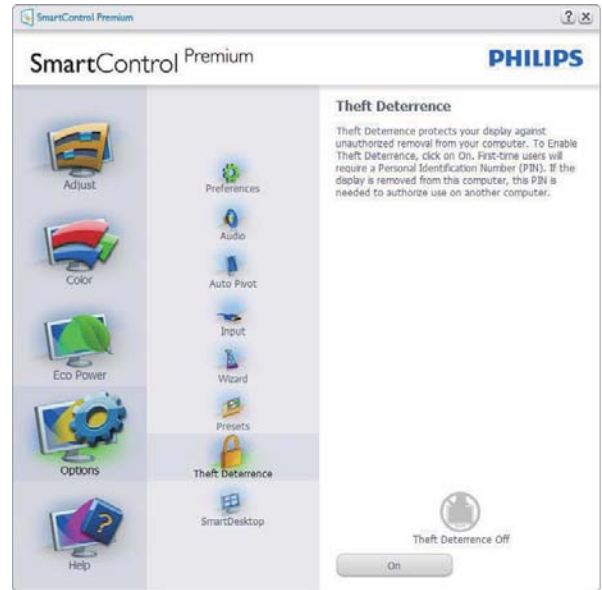 SmartControl Premium
SmartControl Premium
PHILIPS
Adjust
Color
Eco Power
Options
Help
Preferences
Audio
Auto Pivot
Input
Wizard
Presets
Theft Deterrence
SmartDesktop
Theft Deterrence
Theft Deterrence protects your display against
unauthorized removal from your computer. To Enable
Theft Deterrence, click on On. First-time users will
require a Personal Identification Number (PIN). If the
display is removed from this computer, this PIN is
needed to authorize use on another computer.
Theft Deterrence Off
On